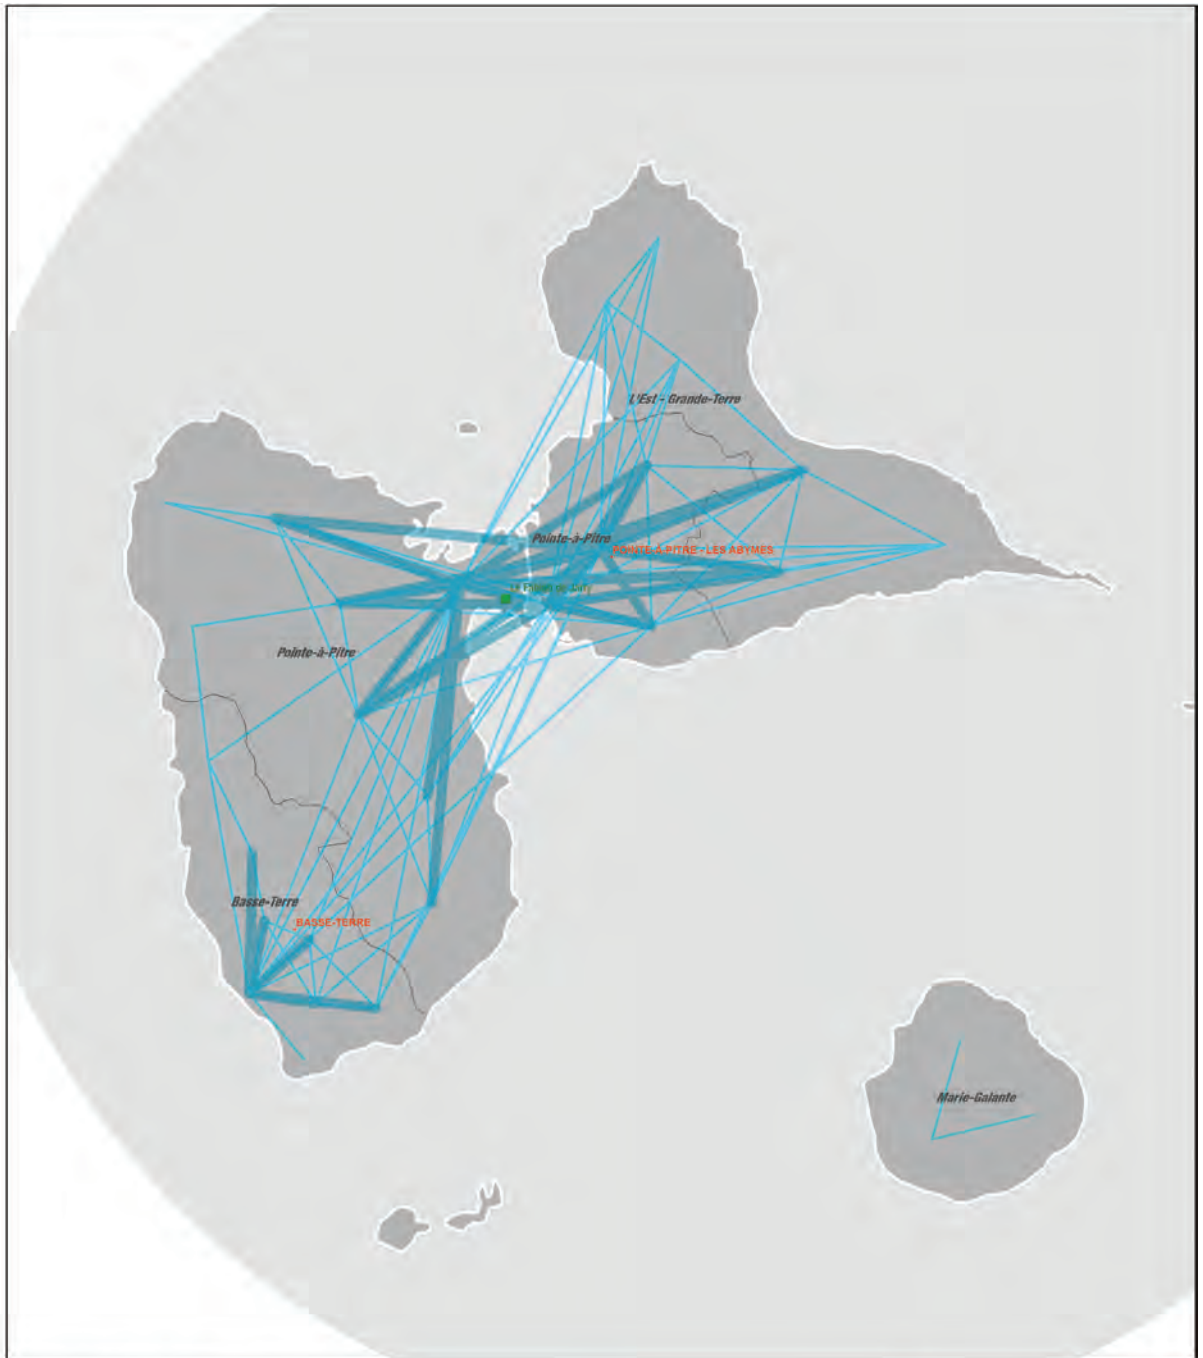 L'Est - Grande-Terre
Pointe-à-Pitre
POINTE-À-PITRE - LES ABYMES
Pointe-à-Pitre
Basse-Terre
BASSE-TERRE
Marie-Galante